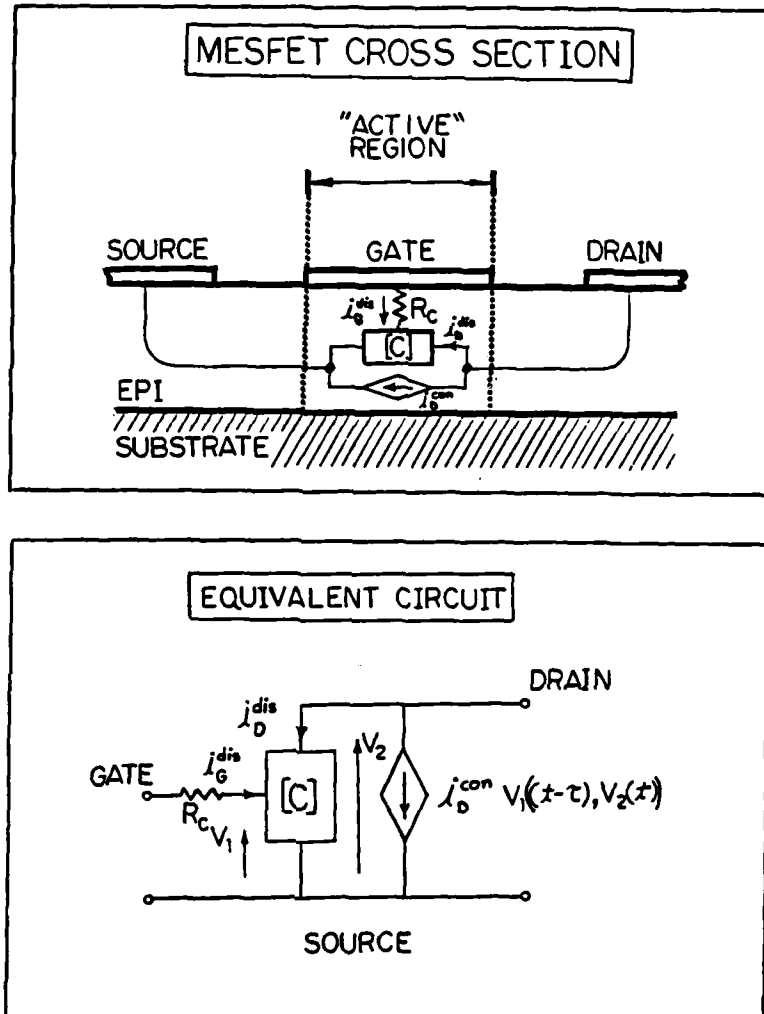 MESFET CROSS SECTION
"ACTIVE"
REGION
SOURCE GATE DRAIN
i_G^dis R_C i_D^dis
[C]
i_D^con
EPI
SUBSTRATE
EQUIVALENT CIRCUIT
DRAIN
i_D^dis
V_2
i_G^dis
GATE
[C] i_D^con V_1((t-τ), V_2(t))
R_C V_1
SOURCE